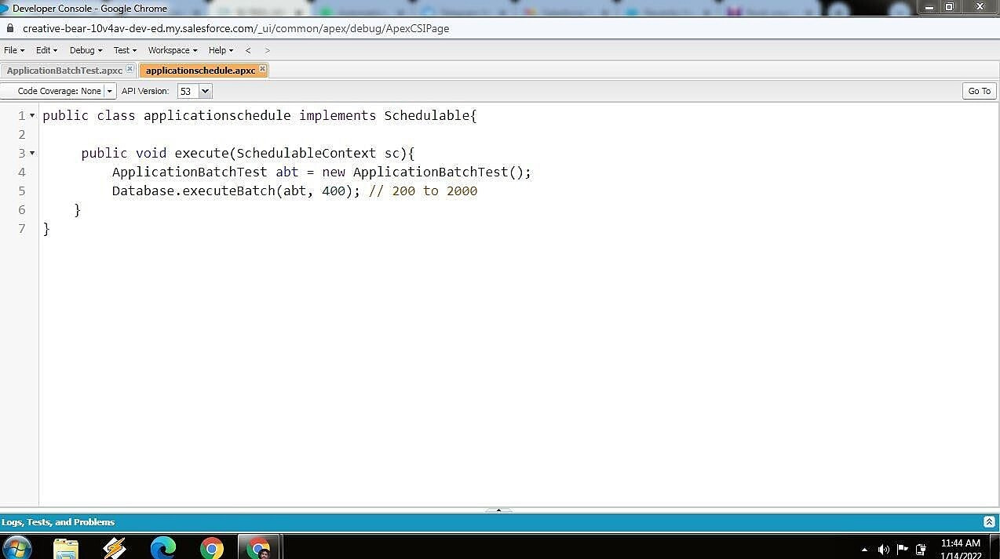 Developer Console - Google Chrome
creative-bear-10v4av-dev-ed.my.salesforce.com/_ui/common/apex/debug/ApexCSIPage
File Edit Debug Test Workspace Help < >
ApplicationBatchTest.apxc applicationschedule.apxc
Code Coverage: None API Version: 53 Go To
1 public class applicationschedule implements Schedulable{
2
3 public void execute(SchedulableContext sc){
4 ApplicationBatchTest abt = new ApplicationBatchTest();
5 Database.executeBatch(abt, 400); // 200 to 2000
6 }
7 }
Logs, Tests, and Problems
11:44 AM
1/14/2022